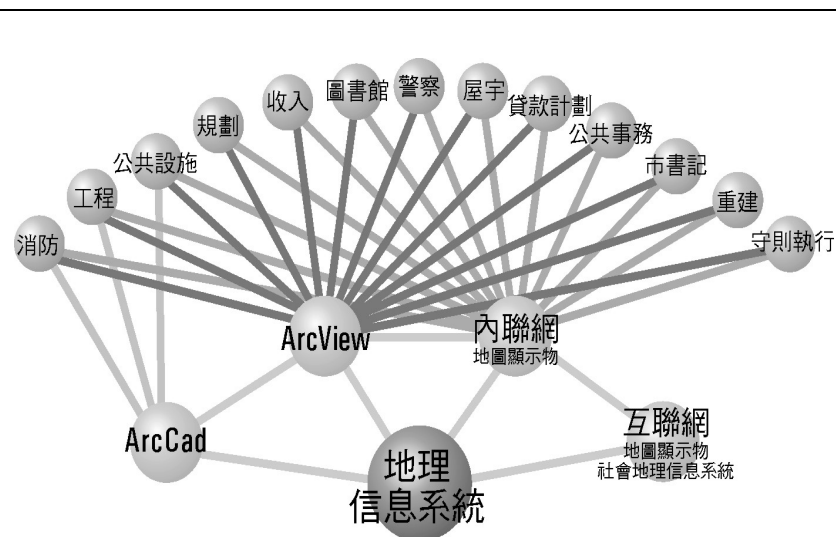 消防
工程
公共設施
規劃
收入
圖書館
警察
屋宇
貸款計劃
公共事務
市書記
重建
守則執行
ArcView
內聯網
地圖顯示物
ArcCad
地理
信息系統
互聯網
地圖顯示物
社會地理信息系統